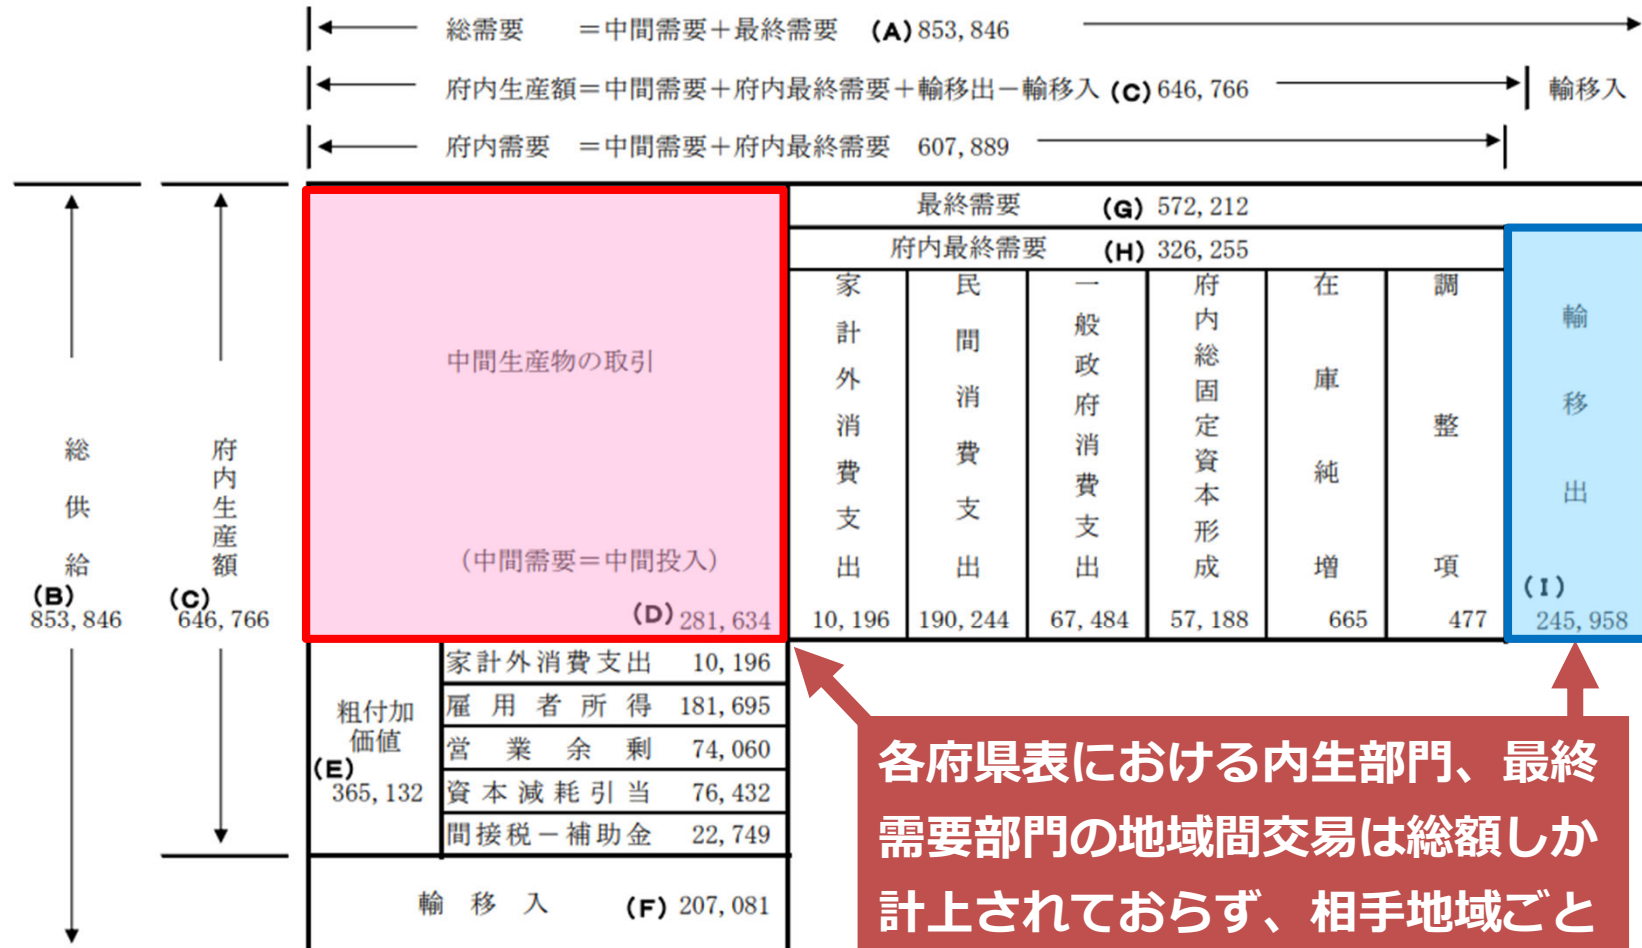 総需要 =中間需要+最終需要 (A) 853,846
府内生産額=中間需要+府内最終需要+輸移出-輸移入 (C) 646,766 輸移入
府内需要 =中間需要+府内最終需要 607,889
最終需要 (G) 572,212
府内最終需要 (H) 326,255
総供給
(B)
853,846
府内生産額
(C)
646,766
中間生産物の取引
(中間需要=中間投入)
(D) 281,634
家計外消費支出
10,196
民間消費支出
190,244
一般政府消費支出
67,484
府内総固定資本形成
57,188
在庫純増
665
調整項
477
輸移出
(I)
245,958
粗付加
価値
(E)
365,132
家計外消費支出 10,196
雇用者所得 181,695
営業余剰 74,060
資本減耗引当 76,432
間接税-補助金 22,749
輸移入 (F) 207,081
各府県表における内生部門、最終
需要部門の地域間交易は総額しか
計上されておらず、相手地域ごと